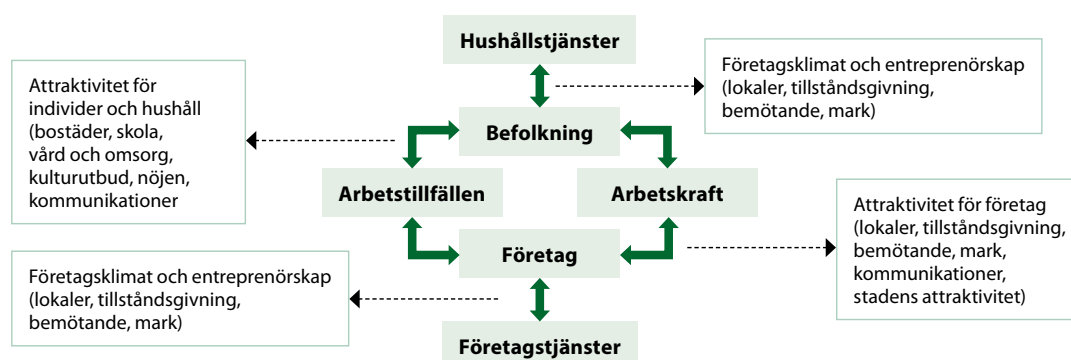 Hushållstjänster
Attraktivitet för
individer och hushåll
(bostäder, skola,
vård och omsorg,
kulturutbud, nöjen,
kommunikationer
Företagsklimat och entreprenörskap
(lokaler, tillståndsgivning,
bemötande, mark)
Befolkning
Arbetstillfällen
Arbetskraft
Attraktivitet för företag
(lokaler, tillståndsgivning,
bemötande, mark,
kommunikationer,
stadens attraktivitet)
Företag
Företagsklimat och entreprenörskap
(lokaler, tillståndsgivning,
bemötande, mark)
Företagstjänster